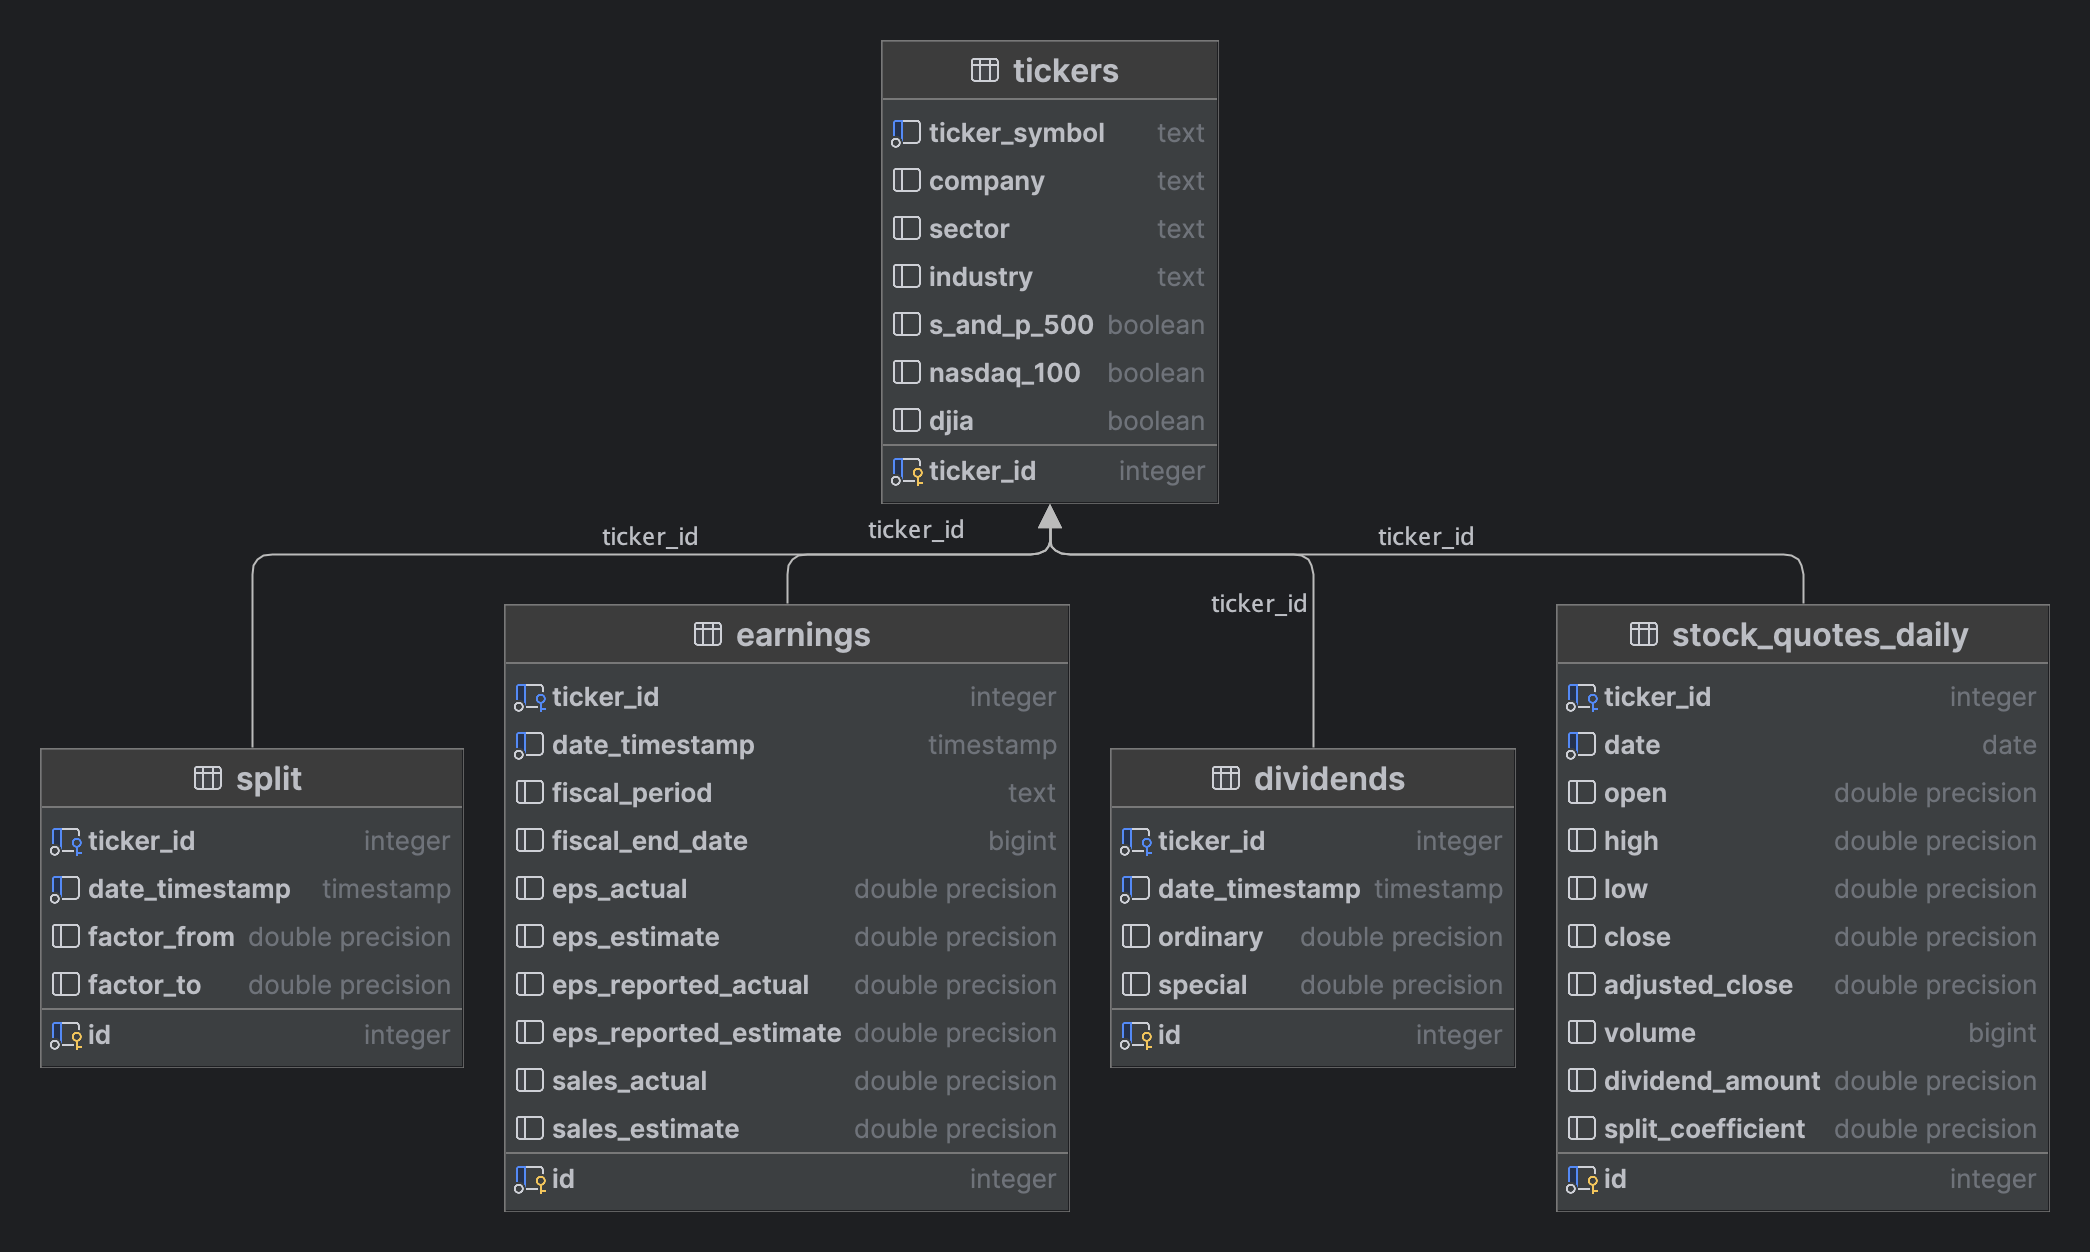 tickers
ticker_symbol text
company text
sector text
industry text
s_and_p_500 boolean
nasdaq_100 boolean
djia boolean
ticker_id integer
ticker_id
ticker_id
ticker_id
ticker_id
split
ticker_id integer
date_timestamp timestamp
factor_from double precision
factor_to double precision
id integer
earnings
ticker_id integer
date_timestamp timestamp
fiscal_period text
fiscal_end_date bigint
eps_actual double precision
eps_estimate double precision
eps_reported_actual double precision
eps_reported_estimate double precision
sales_actual double precision
sales_estimate double precision
id integer
dividends
ticker_id integer
date_timestamp timestamp
ordinary double precision
special double precision
id integer
stock_quotes_daily
ticker_id integer
date date
open double precision
high double precision
low double precision
close double precision
adjusted_close double precision
volume bigint
dividend_amount double precision
split_coefficient double precision
id integer